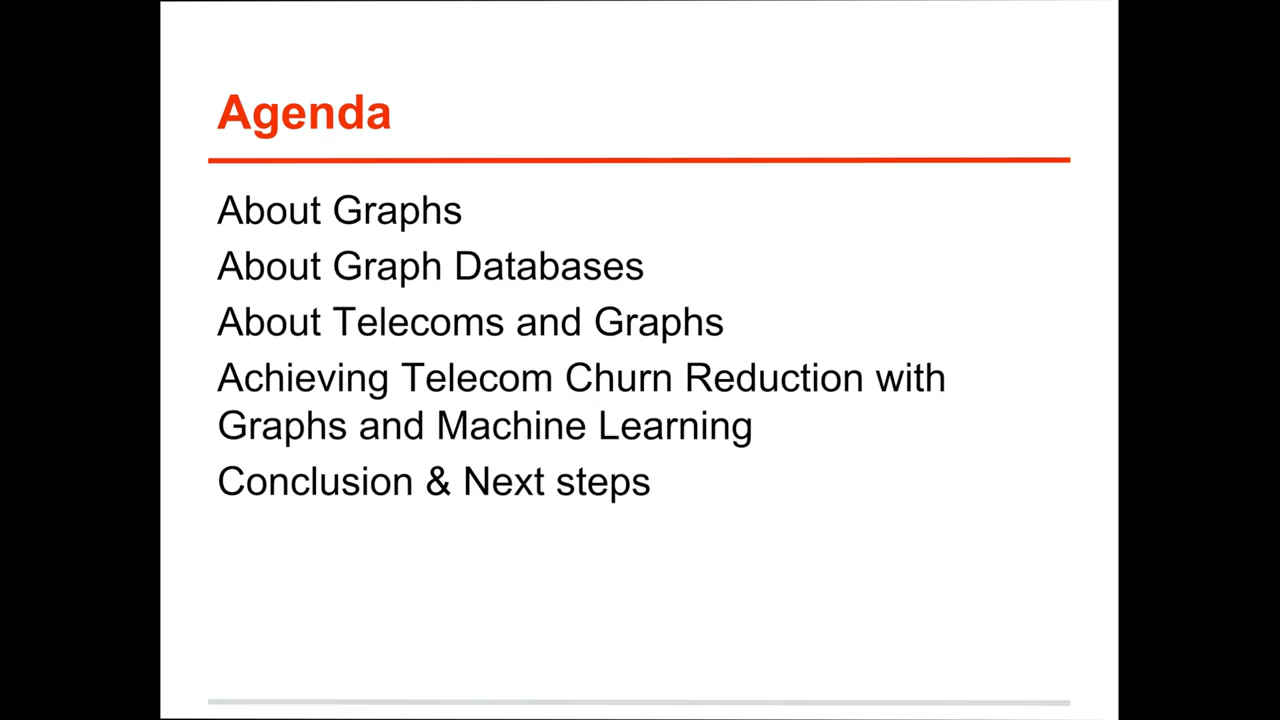 Agenda
About Graphs
About Graph Databases
About Telecoms and Graphs
Achieving Telecom Churn Reduction with
Graphs and Machine Learning
Conclusion & Next steps